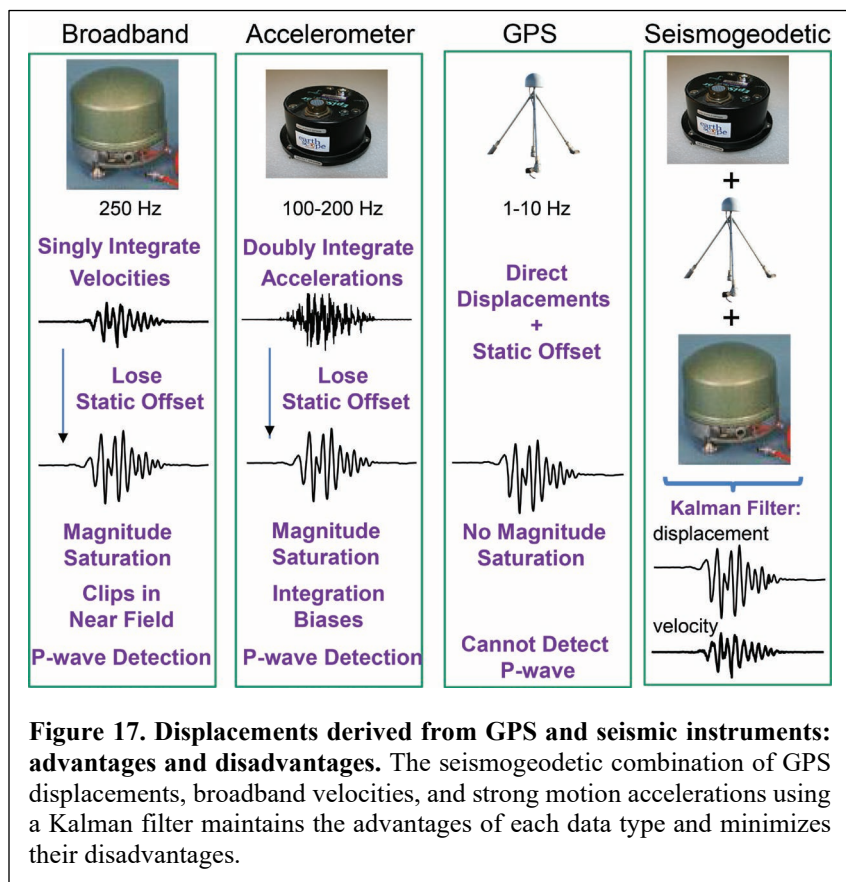 Broadband
250 Hz
Singly Integrate
Velocities
Lose
Static Offset
Magnitude
Saturation
Clips in
Near Field
P-wave Detection
Accelerometer
earth
scope
100-200 Hz
Doubly Integrate
Accelerations
Lose
Static Offset
Magnitude
Saturation
Integration
Biases
P-wave Detection
GPS
1-10 Hz
Direct
Displacements
+
Static Offset
No Magnitude
Saturation
Cannot Detect
P-wave
Seismogeodetic
earth
scope
+
+
Kalman Filter:
displacement
velocity
Figure 17. Displacements derived from GPS and seismic instruments:
advantages and disadvantages. The seismogeodetic combination of GPS
displacements, broadband velocities, and strong motion accelerations using
a Kalman filter maintains the advantages of each data type and minimizes
their disadvantages.